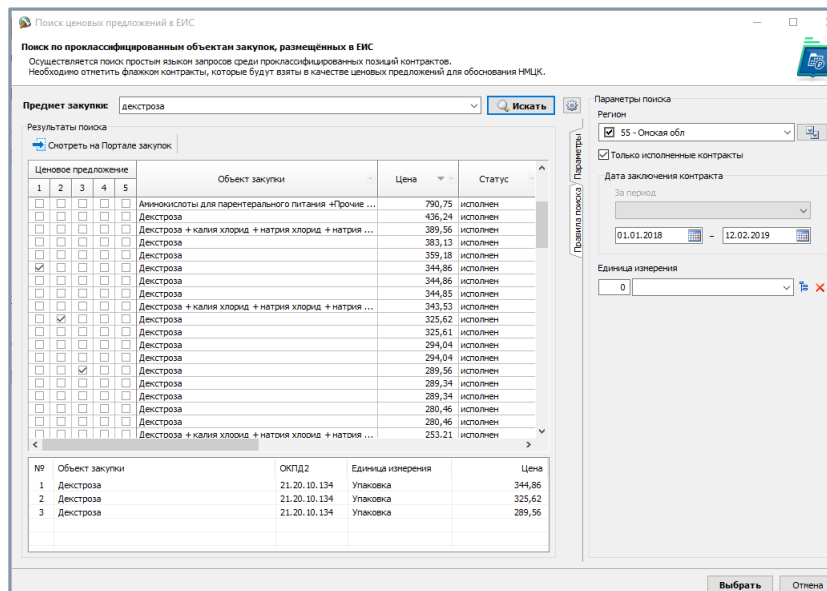 Поиск ценовых предложений в ЕИС
Поиск по проклассифицированным объектам закупок, размещённых в ЕИС
Осуществляется поиск простым языком запросов среди проклассифицированных позиций контрактов.
Необходимо отметить флажком контракты, которые будут взяты в качестве ценовых предложений для обоснования НМЦК.
Предмет закупки: декстроза Искать
Результаты поиска
Смотреть на Портале закупок
Ценовое предложение Объект закупки Цена Статус
1 2 3 4 5
Аминокислоты для парентерального питания +Прочие ... 790,75 исполнен
Декстроза 436,24 исполнен
Декстроза + калия хлорид + натрия хлорид + натрия ... 389,56 исполнен
Декстроза 383,13 исполнен
Декстроза 359,18 исполнен
Декстроза 344,86 исполнен
Декстроза 344,86 исполнен
Декстроза 344,85 исполнен
Декстроза + калия хлорид + натрия хлорид + натрия ... 343,53 исполнен
Декстроза 325,62 исполнен
Декстроза 325,61 исполнен
Декстроза 294,04 исполнен
Декстроза 294,04 исполнен
Декстроза 289,56 исполнен
Декстроза 289,34 исполнен
Декстроза 289,34 исполнен
Декстроза 280,46 исполнен
Декстроза 280,46 исполнен
Декстроза + калия хлорид + натрия хлорид + натрия ... 253,21 исполнен
№ Объект закупки ОКПД2 Единица измерения Цена
1 Декстроза 21.20.10.134 Упаковка 344,86
2 Декстроза 21.20.10.134 Упаковка 325,62
3 Декстроза 21.20.10.134 Упаковка 289,56
Параметры
Правила поиска
Параметры поиска
Регион
55 - Омская обл
Только исполненные контракты
Дата заключения контракта
За период
01.01.2018 – 12.02.2019
Единица измерения
0
Выбрать Отмена